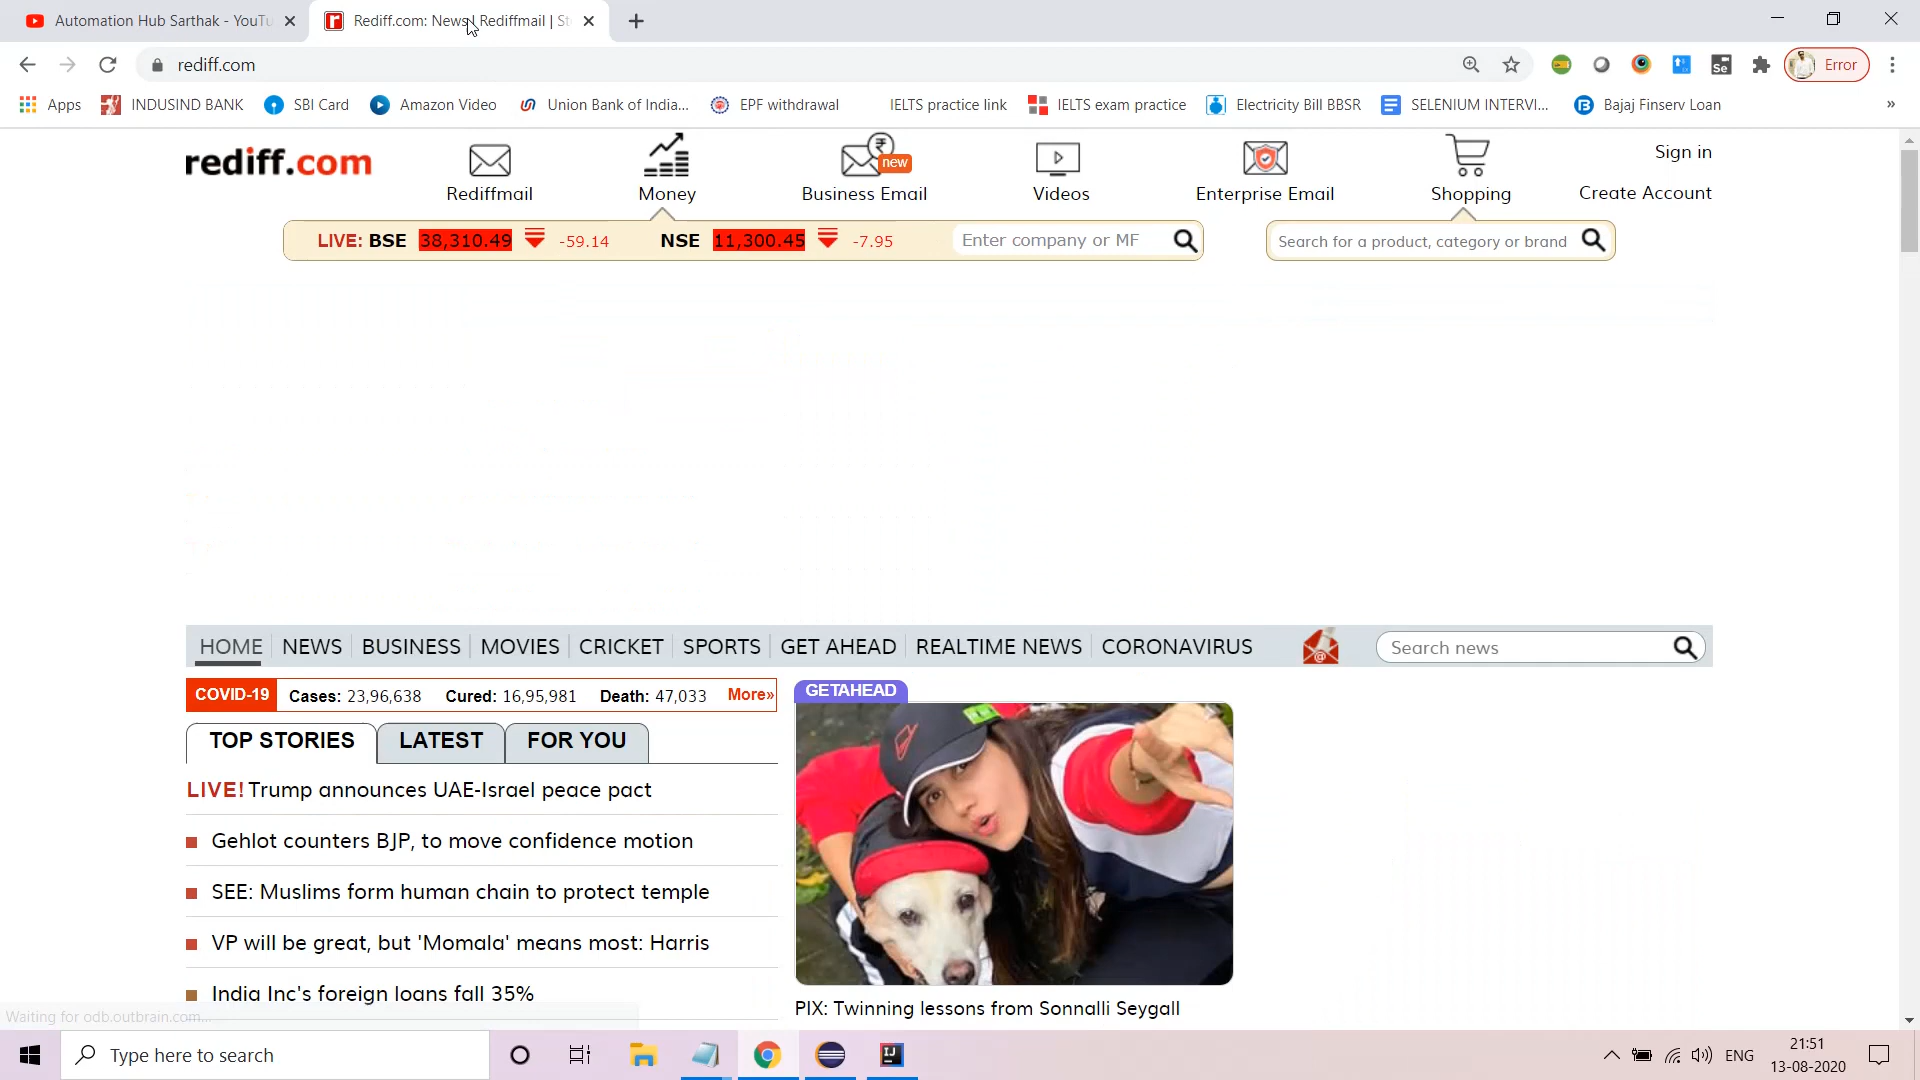 Automation Hub Sarthak - YouTu
Rediff.com: News | Rediffmail | St
rediff.com
Error
Apps
INDUSIND BANK
SBI Card
Amazon Video
Union Bank of India...
EPF withdrawal
IELTS practice link
IELTS exam practice
Electricity Bill BBSR
SELENIUM INTERVI...
Bajaj Finserv Loan
»
rediff.com
Rediffmail
Money
new
Business Email
Videos
Enterprise Email
Shopping
Sign in
Create Account
LIVE: BSE 38,310.49 -59.14 NSE 11,300.45 -7.95
Enter company or MF
Search for a product, category or brand
HOME NEWS BUSINESS MOVIES CRICKET SPORTS GET AHEAD REALTIME NEWS CORONAVIRUS
Search news
COVID-19 Cases: 23,96,638 Cured: 16,95,981 Death: 47,033 More»
TOP STORIES LATEST FOR YOU
LIVE! Trump announces UAE-Israel peace pact
Gehlot counters BJP, to move confidence motion
SEE: Muslims form human chain to protect temple
VP will be great, but 'Momala' means most: Harris
India Inc's foreign loans fall 35%
GETAHEAD
PIX: Twinning lessons from Sonnalli Seygall
Waiting for odb.outbrain.com...
Type here to search
ENG
21:51
13-08-2020